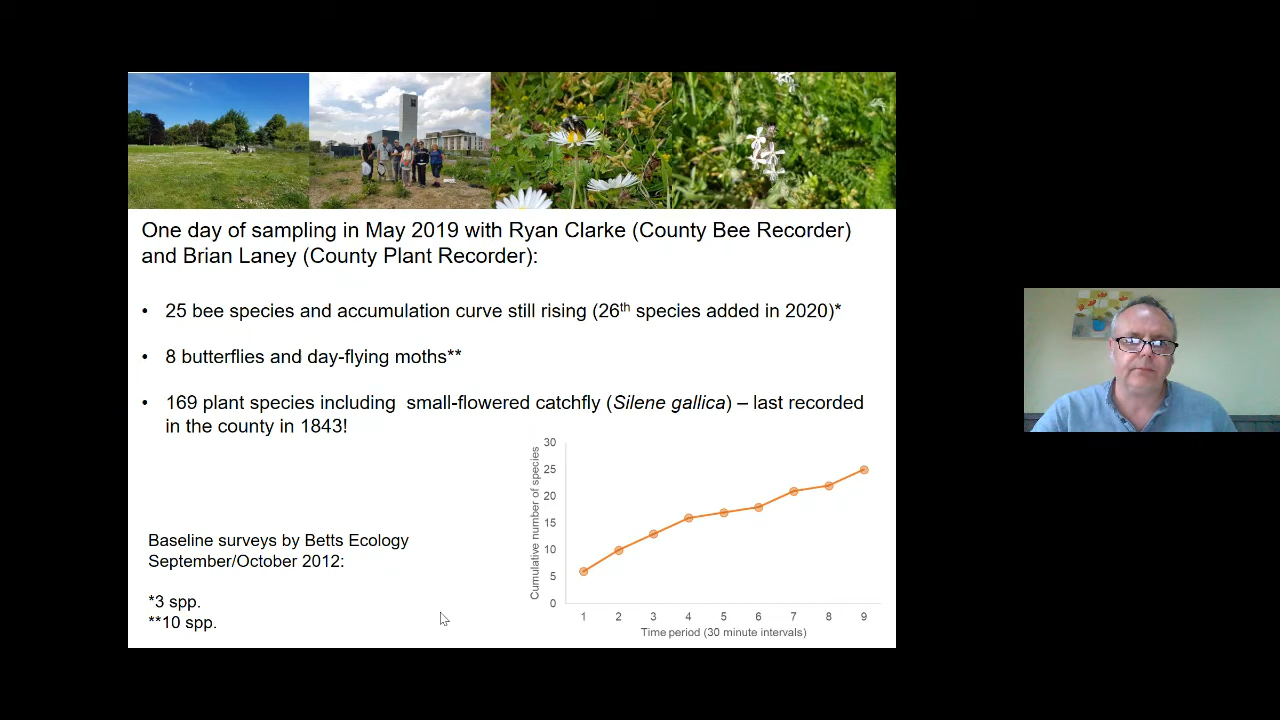 One day of sampling in May 2019 with Ryan Clarke (County Bee Recorder)
and Brian Laney (County Plant Recorder):
• 25 bee species and accumulation curve still rising (26th species added in 2020)*
• 8 butterflies and day-flying moths**
• 169 plant species including small-flowered catchfly (Silene gallica) – last recorded
in the county in 1843!
Baseline surveys by Betts Ecology
September/October 2012:
*3 spp.
**10 spp.
Cumulative number of species
30
25
20
15
10
5
0
1 2 3 4 5 6 7 8 9
Time period (30 minute intervals)